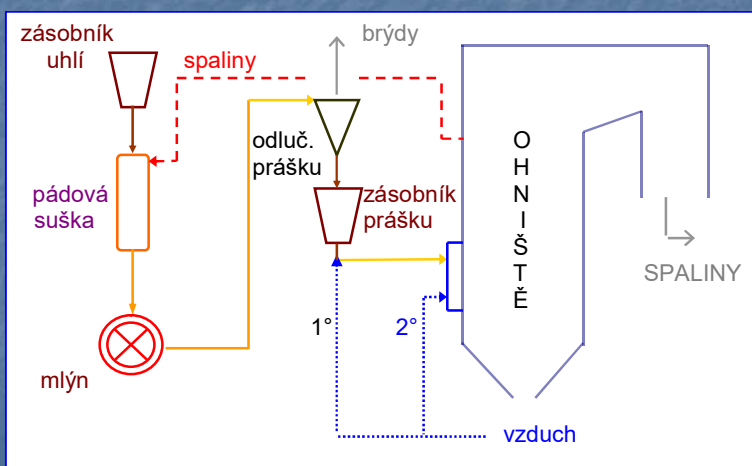 zásobník
uhlí
spaliny
brýdy
odluč.
prášku
pádová
suška
zásobník
prášku
O
H
N
I
Š
T
Ě
SPALINY
1°
2°
mlýn
vzduch